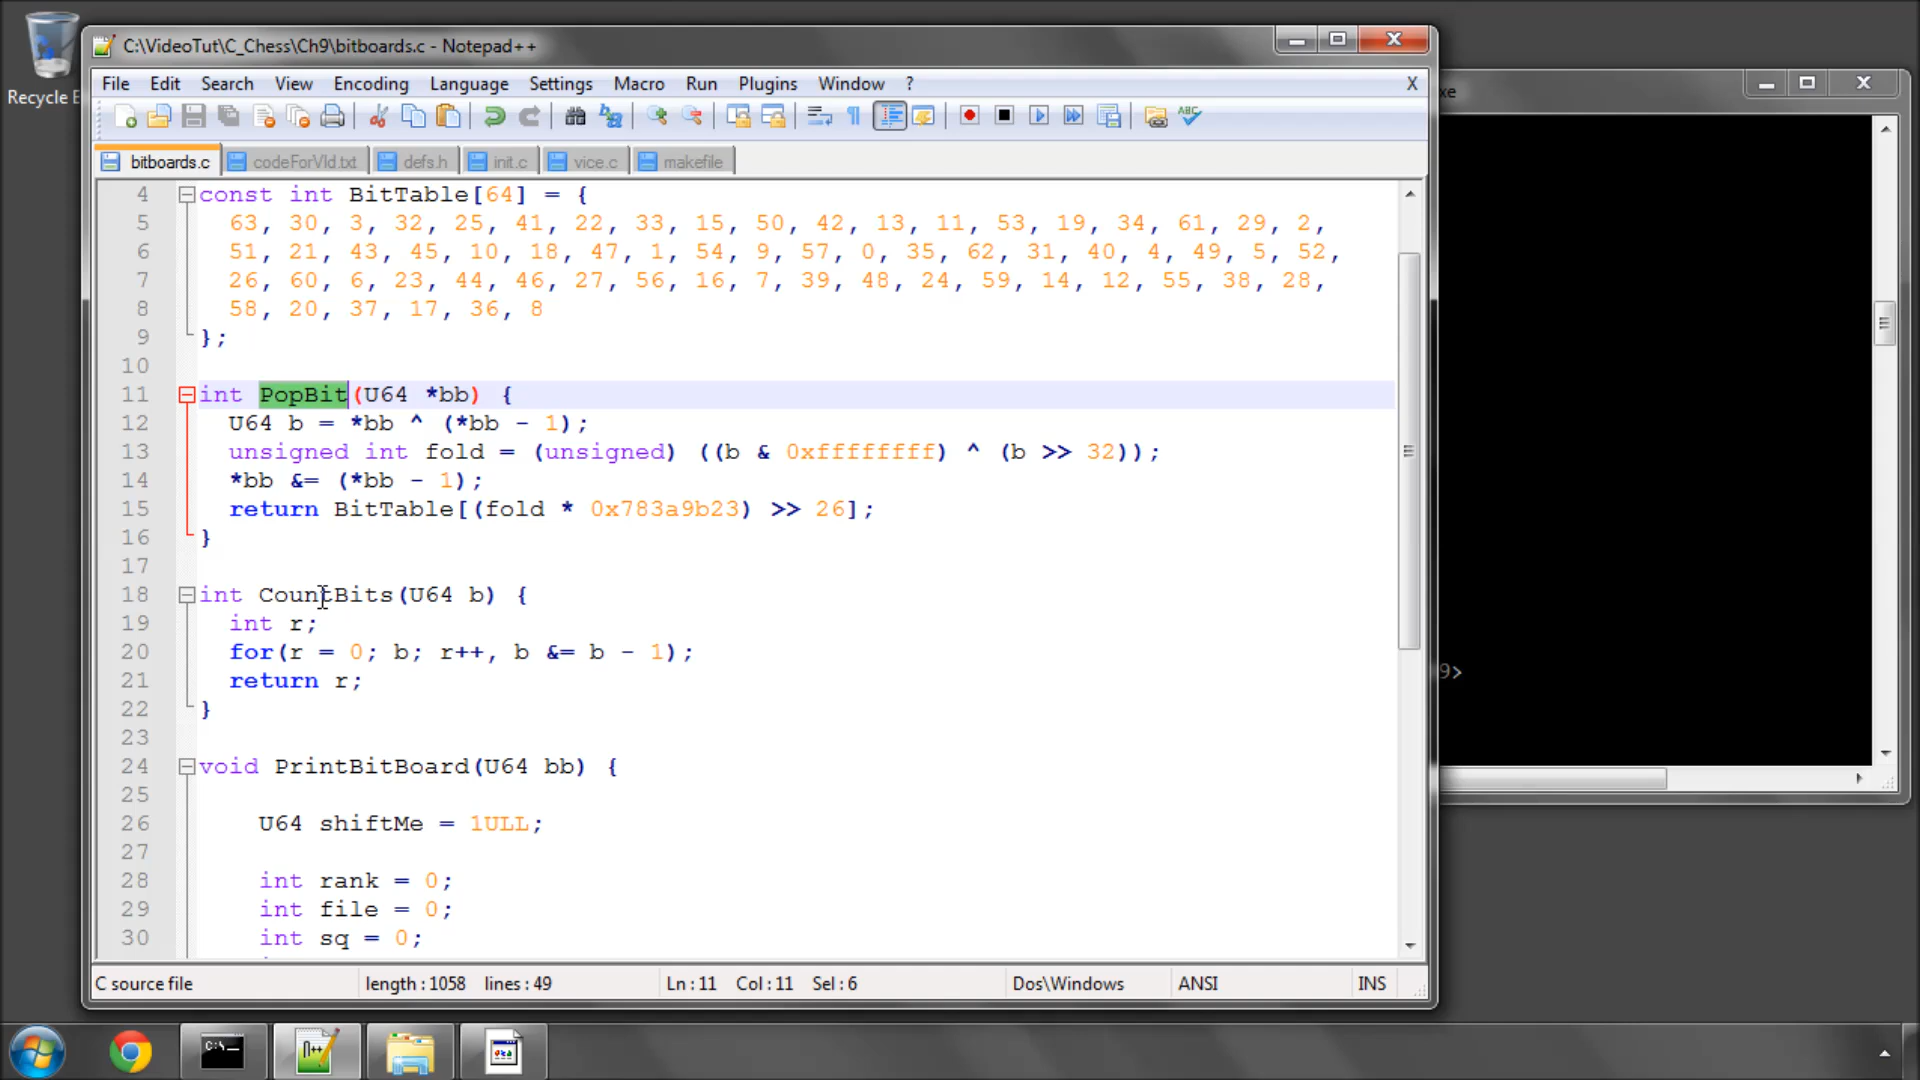 Recycle B
C:\VideoTut\C_Chess\Ch9\bitboards.c - Notepad++
xe
File Edit Search View Encoding Language Settings Macro Run Plugins Window ? X
bitboards.c codeForVId.txt defs.h init.c vice.c makefile
4 const int BitTable[64] = {
5 63, 30, 3, 32, 25, 41, 22, 33, 15, 50, 42, 13, 11, 53, 19, 34, 61, 29, 2,
6 51, 21, 43, 45, 10, 18, 47, 1, 54, 9, 57, 0, 35, 62, 31, 40, 4, 49, 5, 52,
7 26, 60, 6, 23, 44, 46, 27, 56, 16, 7, 39, 48, 24, 59, 14, 12, 55, 38, 28,
8 58, 20, 37, 17, 36, 8
9 };
10
11 int PopBit(U64 *bb) {
12 U64 b = *bb ^ (*bb - 1);
13 unsigned int fold = (unsigned) ((b & 0xffffffff) ^ (b >> 32));
14 *bb &= (*bb - 1);
15 return BitTable[(fold * 0x783a9b23) >> 26];
16 }
17
18 int CountBits(U64 b) {
19 int r;
20 for(r = 0; b; r++, b &= b - 1);
21 return r;
22 }
23
24 void PrintBitBoard(U64 bb) {
25
26 U64 shiftMe = 1ULL;
27
28 int rank = 0;
29 int file = 0;
30 int sq = 0;
9>
C source file length : 1058 lines : 49 Ln : 11 Col : 11 Sel : 6 Dos\Windows ANSI INS